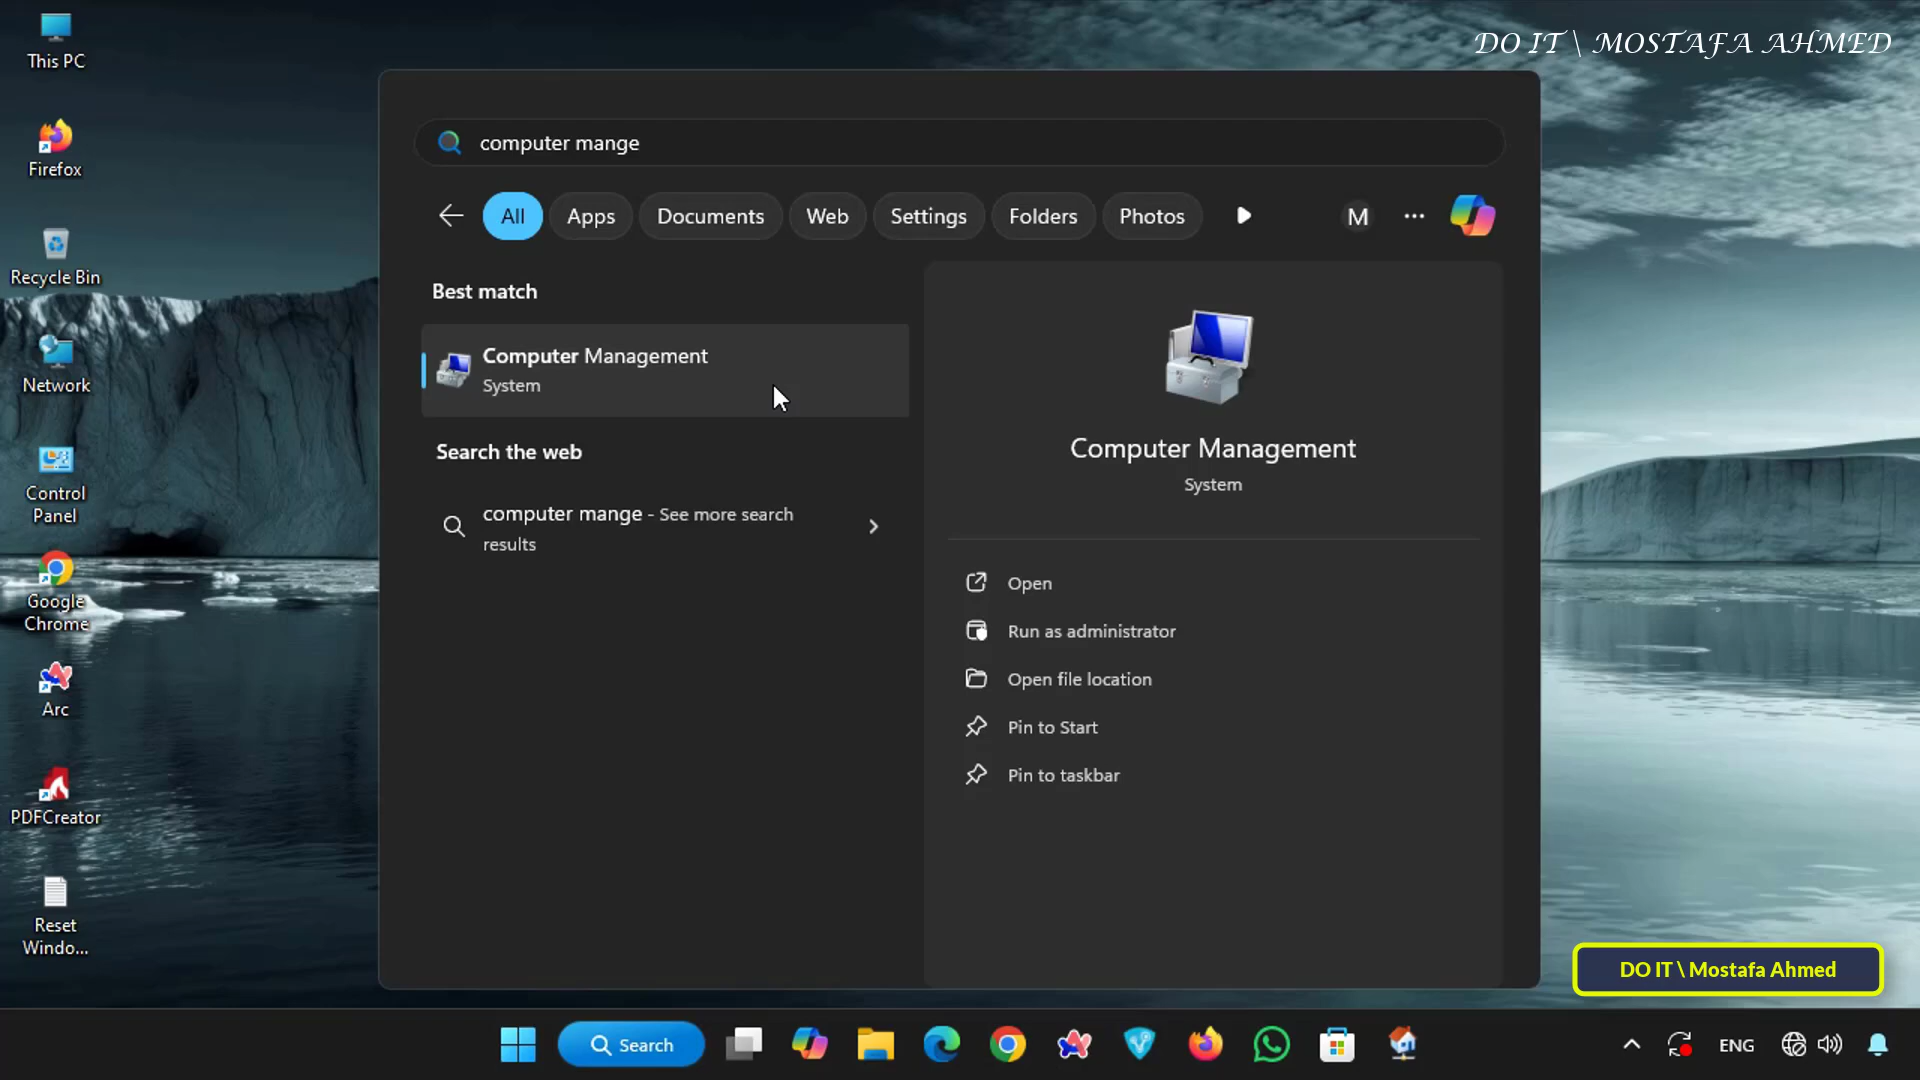 This PC
Firefox
Recycle Bin
Network
Control
Panel
Google
Chrome
Arc
PDFCreator
Reset
Windo...
DO IT \ MOSTAFA AHMED
computer mange
All
Apps
Documents
Web
Settings
Folders
Photos
M
Best match
Computer Management
System
Search the web
computer mange - See more search
results
Computer Management
System
Open
Run as administrator
Open file location
Pin to Start
Pin to taskbar
DO IT \ Mostafa Ahmed
Search
ENG